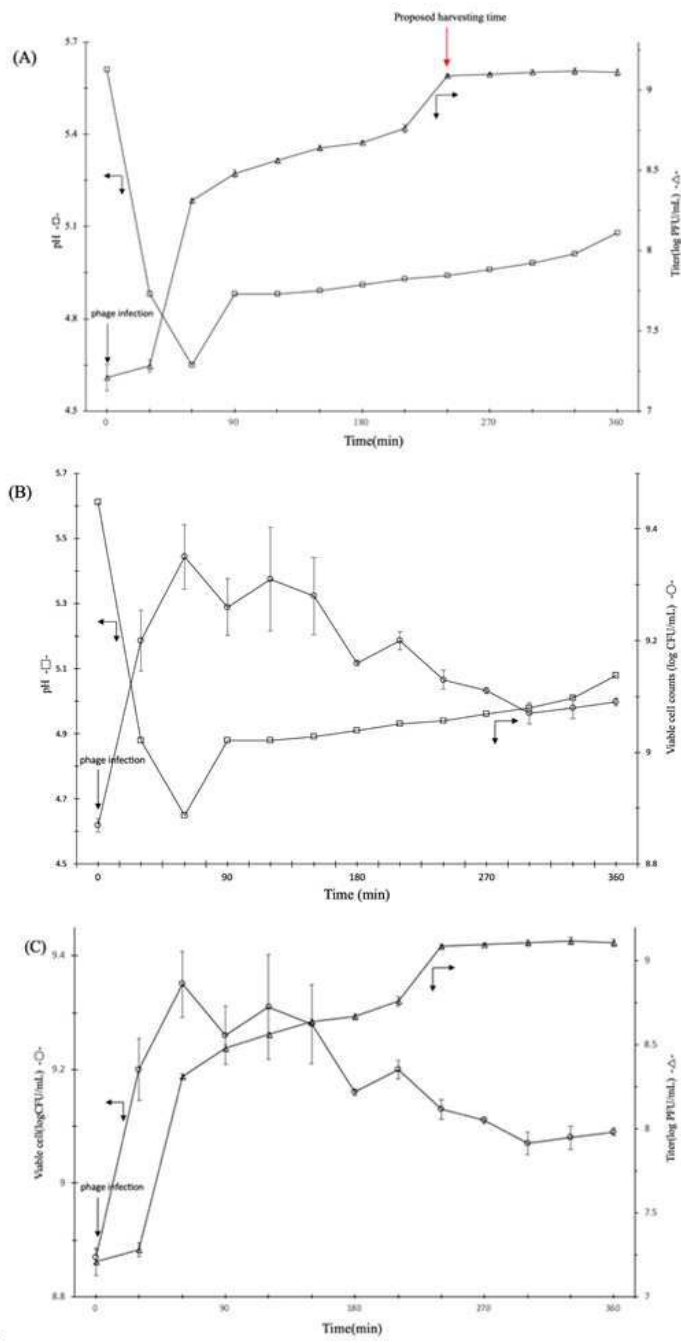 Proposed harvesting time
(A)
5.7
5.4
5.1
4.8
4.5
pH -□-
9
8.5
8
7.5
7
Titer(log PFU/mL) -△-
phage infection
0 90 180 270 360
Time(min)
(B)
5.7
5.5
5.3
5.1
4.9
4.7
4.5
pH -□-
9.4
9.2
9
8.8
Viable cell counts (log CFU/mL) -○-
phage infection
0 90 180 270 360
Time (min)
(C)
9.4
9.2
9
8.8
Viable cell(logCFU/mL) -○-
9
8.5
8
7.5
7
Titer(log PFU/mL) -△-
phage infection
0 90 180 270 360
Time(min)